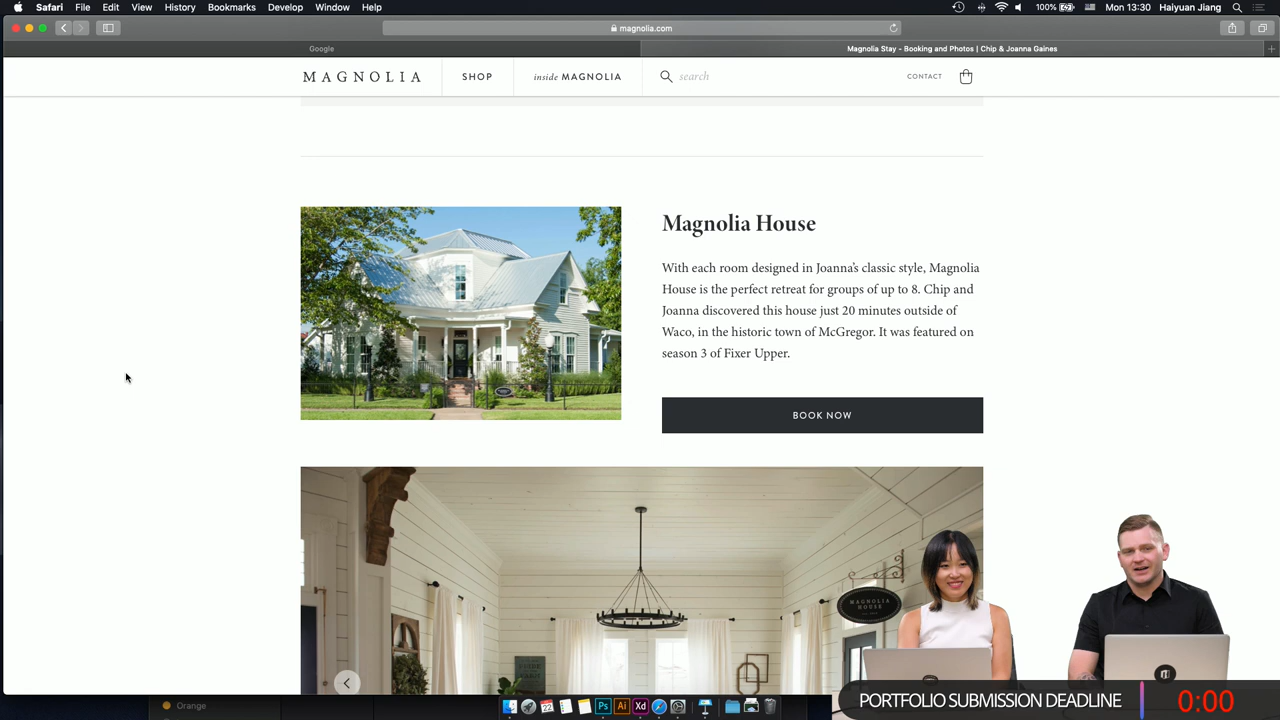 Safari File Edit View History Bookmarks Develop Window Help
100% Mon 13:30 Haiyuan Jiang
magnolia.com
Google
Magnolia Stay - Booking and Photos | Chip & Joanna Gaines
MAGNOLIA SHOP inside MAGNOLIA search CONTACT
Magnolia House
With each room designed in Joanna's classic style, Magnolia
House is the perfect retreat for groups of up to 8. Chip and
Joanna discovered this house just 20 minutes outside of
Waco, in the historic town of McGregor. It was featured on
season 3 of Fixer Upper.
BOOK NOW
MAGNOLIA
HOUSE
Orange
Ps Ai Xd
PORTFOLIO SUBMISSION DEADLINE 0:00